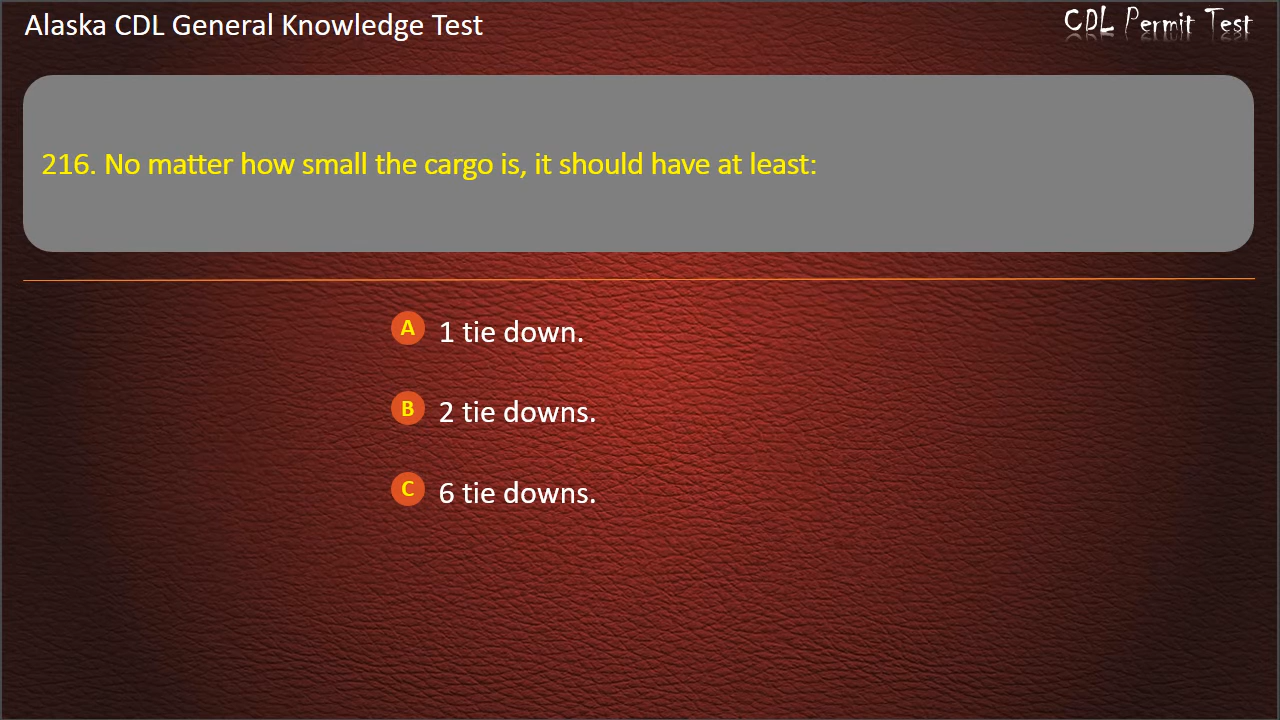 Alaska CDL General Knowledge Test
CDL Permit Test
216. No matter how small the cargo is, it should have at least:
A 1 tie down.
B 2 tie downs.
C 6 tie downs.